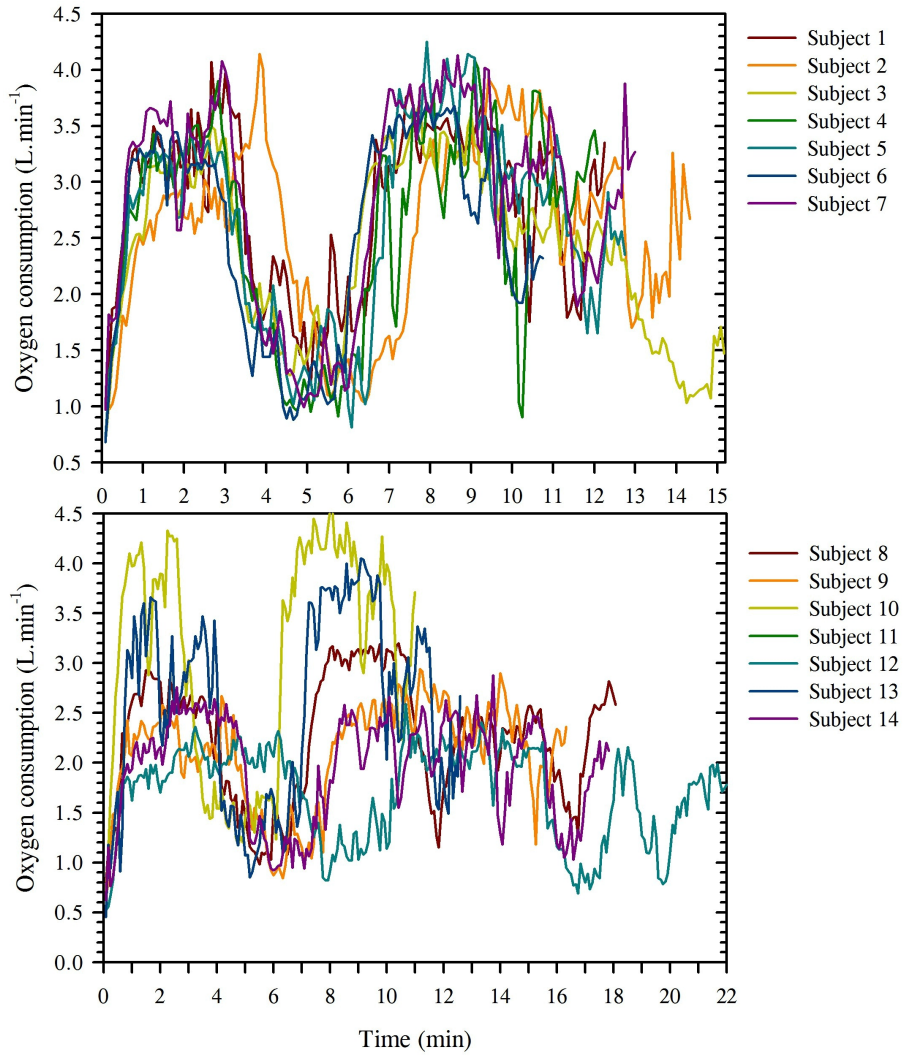 Oxygen consumption (L.min-1)
4.5
4.0
3.5
3.0
2.5
2.0
1.5
1.0
0.5
0 1 2 3 4 5 6 7 8 9 10 11 12 13 14 15
Subject 1
Subject 2
Subject 3
Subject 4
Subject 5
Subject 6
Subject 7
Oxygen consumption (L.min-1)
4.5
4.0
3.5
3.0
2.5
2.0
1.5
1.0
0.5
0.0
0 2 4 6 8 10 12 14 16 18 20 22
Subject 8
Subject 9
Subject 10
Subject 11
Subject 12
Subject 13
Subject 14
Time (min)